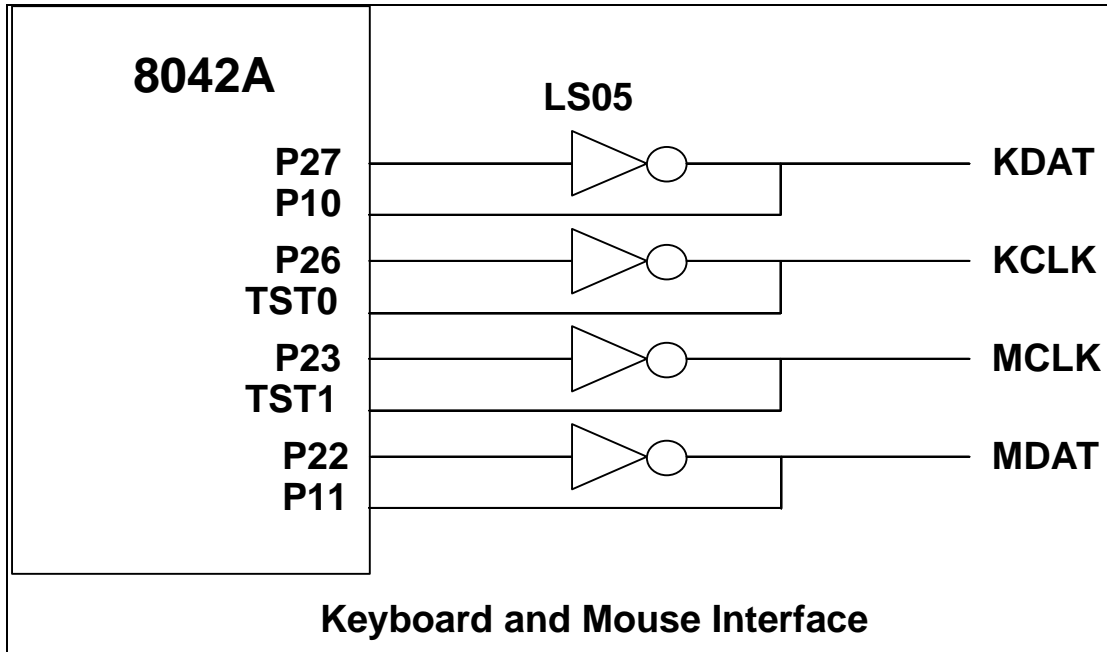 8042A
LS05
P27
KDAT
P10
P26
KCLK
TST0
P23
MCLK
TST1
P22
MDAT
P11
Keyboard and Mouse Interface